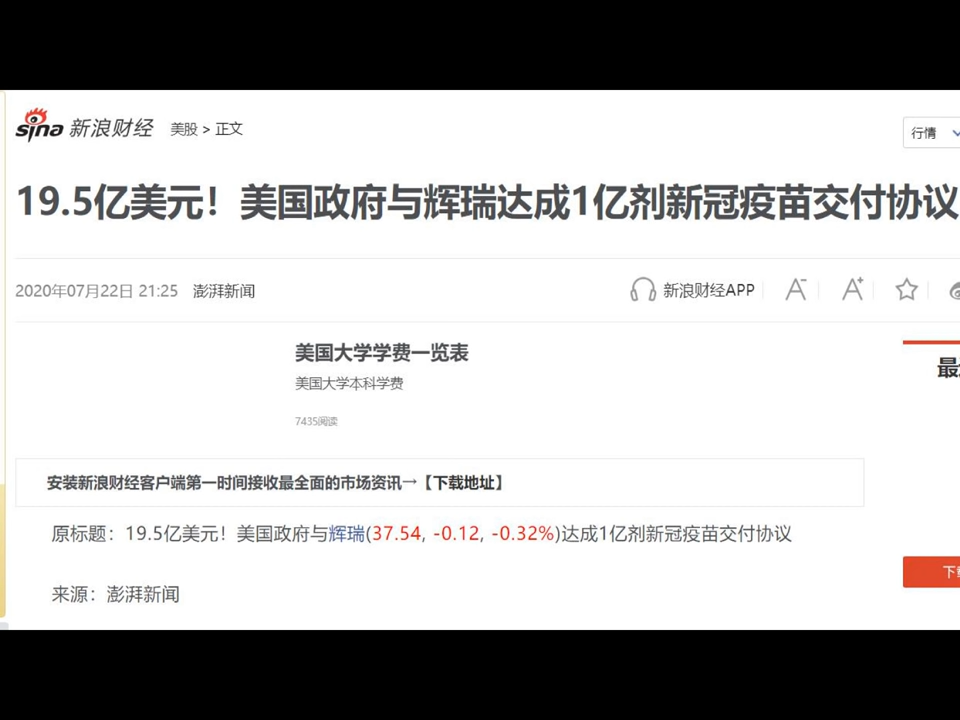 sina 新浪财经 美股 > 正文
行情
19.5亿美元！美国政府与辉瑞达成1亿剂新冠疫苗交付协议
2020年07月22日 21:25 澎湃新闻
新浪财经APP A- A+
美国大学学费一览表
最
美国大学本科学费
7435阅读
安装新浪财经客户端第一时间接收最全面的市场资讯→【下载地址】
原标题：19.5亿美元！美国政府与辉瑞(37.54, -0.12, -0.32%)达成1亿剂新冠疫苗交付协议
下
来源：澎湃新闻